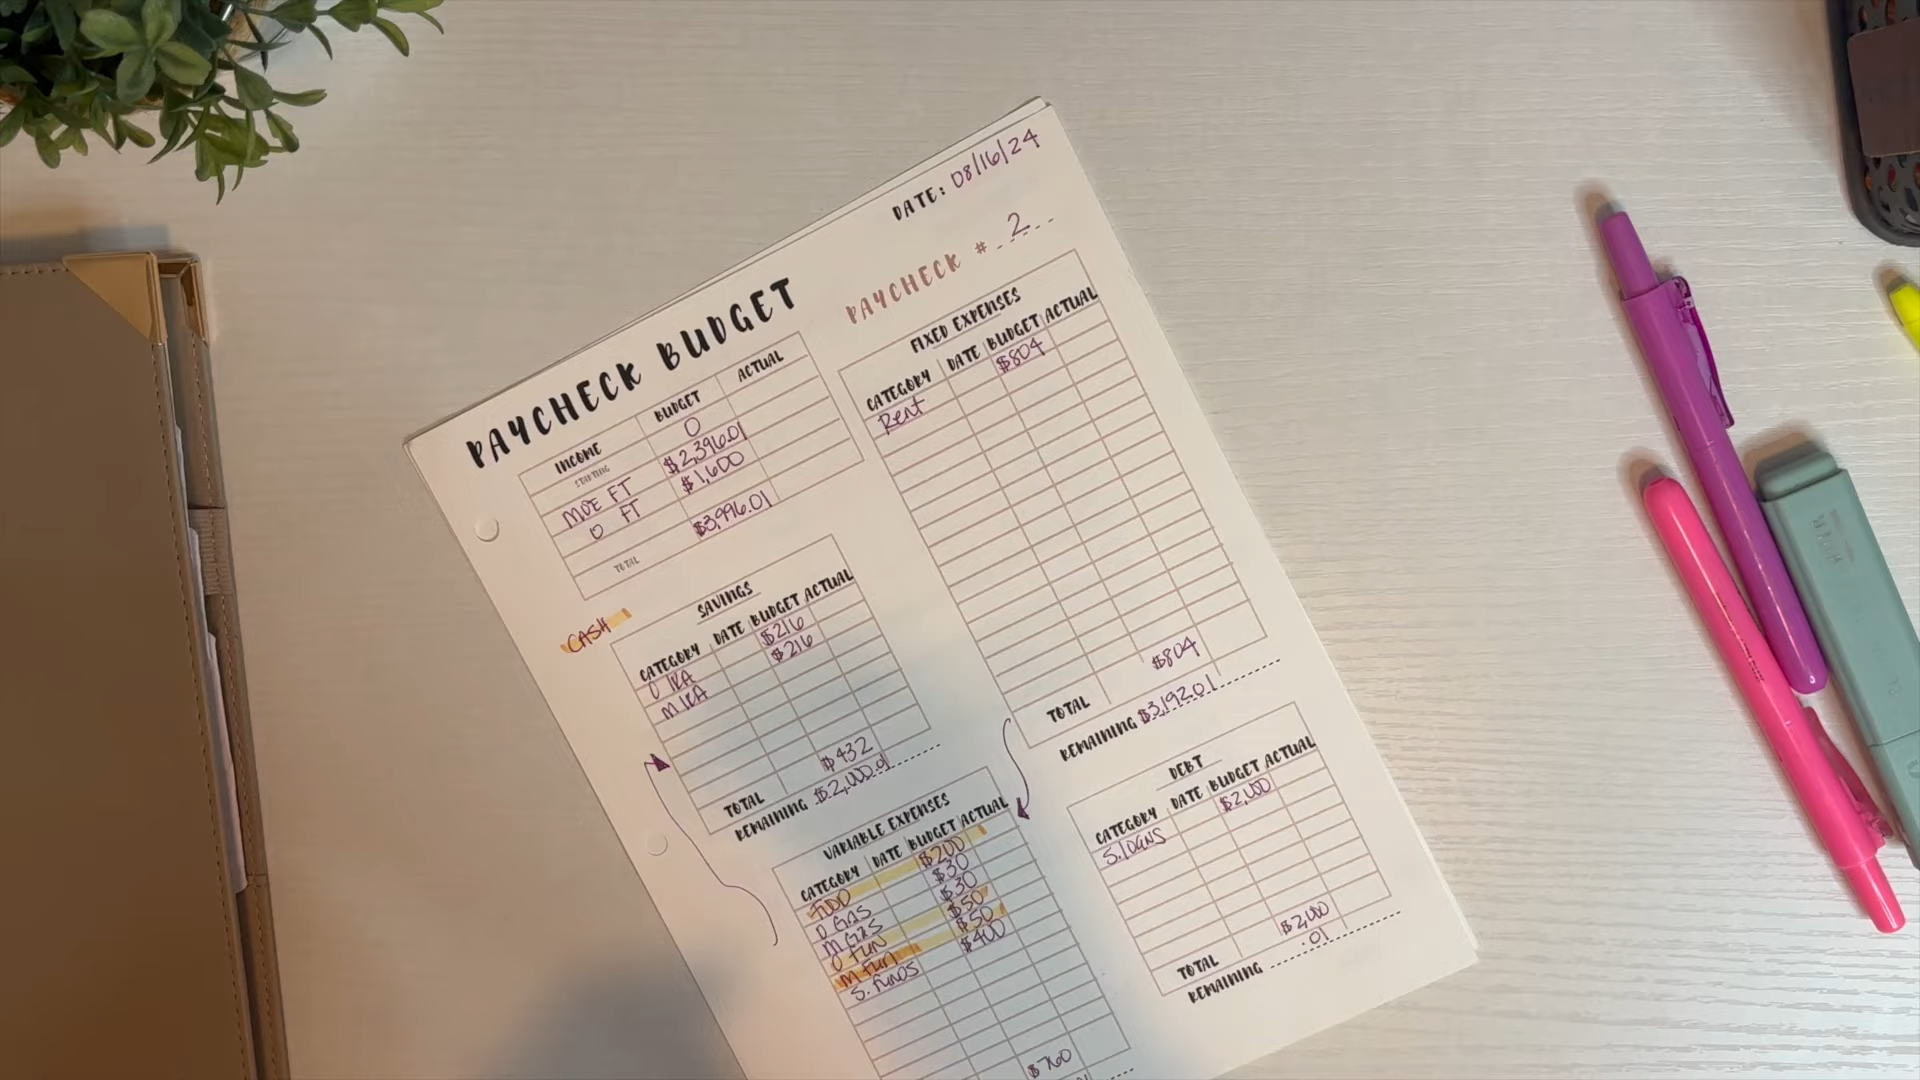 DATE: 08/16/24
PAYCHECK BUDGET
PAYCHECK # 2
INCOME BUDGET ACTUAL
STARTING 0
MOE FT $2,396.01
O FT $1,600
TOTAL $3,996.01
FIXED EXPENSES
CATEGORY DATE BUDGET ACTUAL
Rent $804
TOTAL $804
REMAINING $3,192.01
CASH
SAVINGS
CATEGORY DATE BUDGET ACTUAL
O IRA $216
M IRA $216
TOTAL $432
REMAINING $2,000.01
VARIABLE EXPENSES
CATEGORY DATE BUDGET ACTUAL
FOOD $200
O GAS $30
M GAS $30
O FUN $50
M FUN $50
S. FUNDS $400
$760
DEBT
CATEGORY DATE BUDGET ACTUAL
S. LOANS $2,000
TOTAL $2,000
REMAINING .01